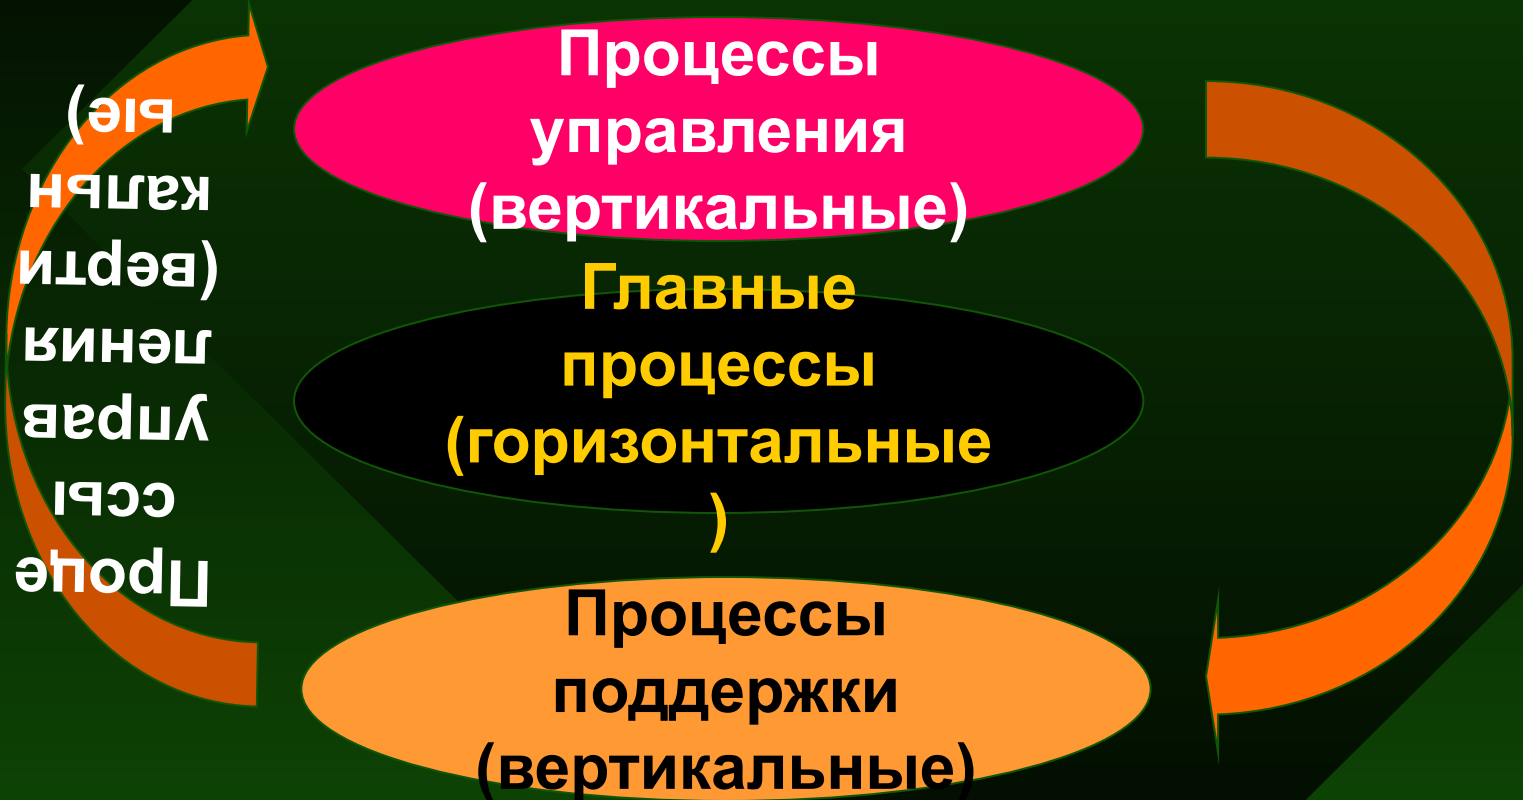 Процессы
управления
(вертикальные)
Главные
процессы
(горизонтальные
)
Процессы
поддержки
(вертикальные)
Проце
ссы
управ
ления
(верти
кальн
ые)